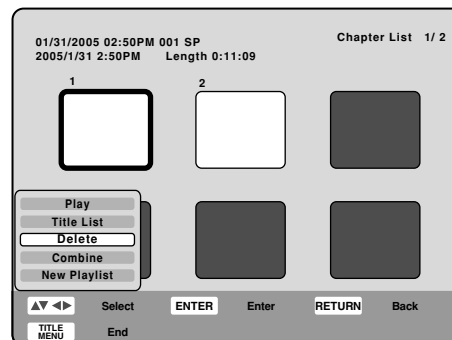 01/31/2005 02:50PM 001 SP
Chapter List 1/ 2
2005/1/31 2:50PM Length 0:11:09
1 2
Play
Title List
Delete
Combine
New Playlist
▲▼ ◀▶ Select ENTER Enter RETURN Back
TITLE MENU End